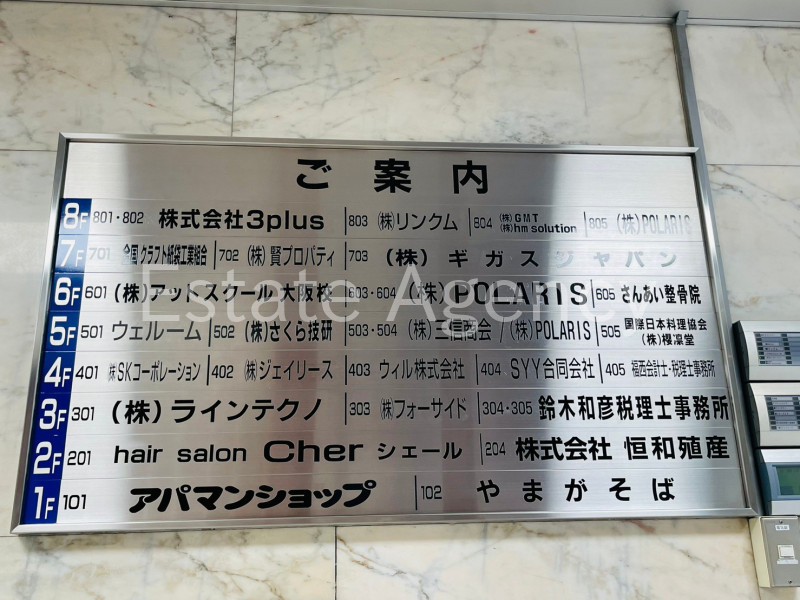 ご案内
8F 801・802 株式会社3plus 803 ㈱リンクム 804 ㈱GMT ㈱hm solution 805 (株)POLARIS
7F 701 全国クラフト紙袋工業組合 702 (株)賢プロパティ 703 (株)ギガスジャパン
6F 601 (株)アットスクール 大阪校 603・604 (株)POLARIS 605 さんあい整骨院
5F 501 ウェルーム 502 (株)さくら技研 503・504 (株)三信商会/(株)POLARIS 505 国際日本料理協会 (株)櫻凛堂
4F 401 ㈱SKコーポレーション 402 ㈱ジェイリース 403 ウィル株式会社 404 SYY合同会社 405 福西会計士・税理士事務所
3F 301 (株)ラインテクノ 303 ㈱フォーサイド 304・305 鈴木和彦税理士事務所
2F 201 hair salon Cher シェール 204 株式会社 恒和殖産
1F 101 アパマンショップ 102 やまがそば
Estate Agency